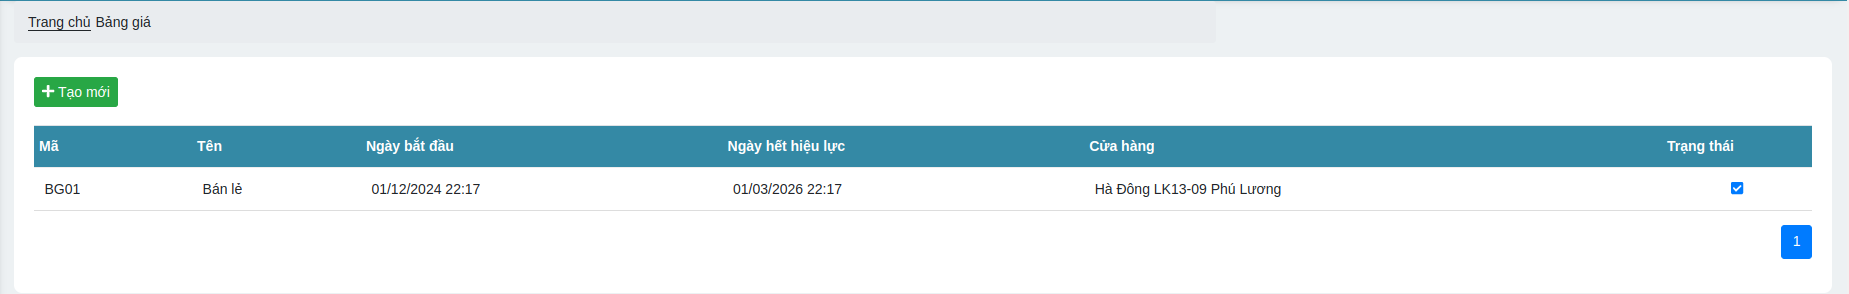 Trang chủ Bảng giá
Tạo mới
Mã Tên Ngày bắt đầu Ngày hết hiệu lực Cửa hàng Trạng thái
BG01 Bán lẻ 01/12/2024 22:17 01/03/2026 22:17 Hà Đông LK13-09 Phú Lương
1